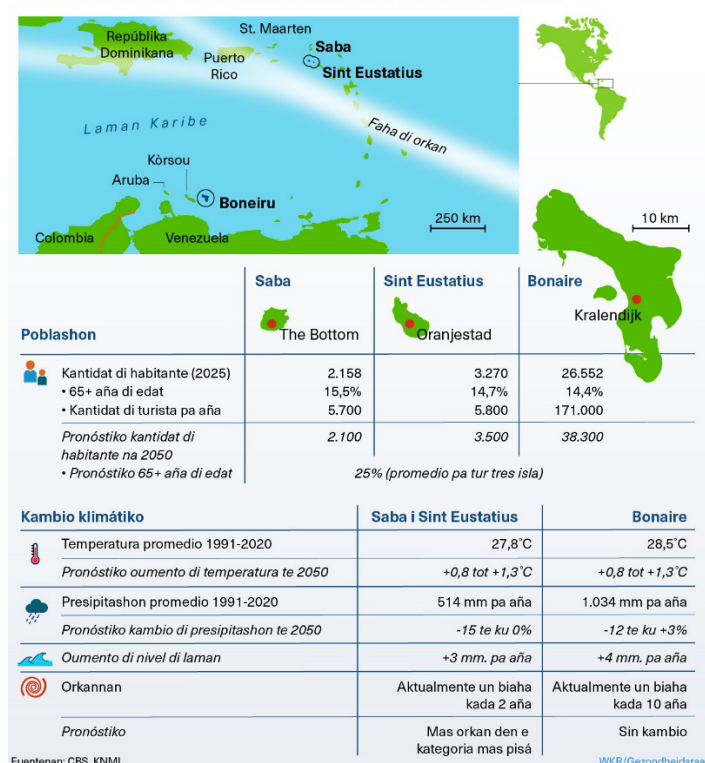 St. Maarten
Repúblika
Dominikana
Puerto
Rico
Saba
Sint Eustatius
Laman Karibe
Faha di orkan
Kòrsou
Aruba
Boneiru
Colombia
Venezuela
250 km
10 km
Kralendijk
Saba
Sint Eustatius
Bonaire
Poblashon
The Bottom
Oranjestad
Kantidat di habitante (2025) 2.158 3.270 26.552
• 65+ aña di edat 15,5% 14,7% 14,4%
• Kantidat di turista pa aña 5.700 5.800 171.000
Pronóstiko kantidat di 2.100 3.500 38.300
habitante na 2050
• Pronóstiko 65+ aña di edat 25% (promedio pa tur tres isla)
Kambio klimátiko Saba i Sint Eustatius Bonaire
Temperatura promedio 1991-2020 27,8°C 28,5°C
Pronóstiko oumento di temperatura te 2050 +0,8 tot +1,3°C +0,8 tot +1,3°C
Presipitashon promedio 1991-2020 514 mm pa aña 1.034 mm pa aña
Pronóstiko kambio di presipitashon te 2050 -15 te ku 0% -12 te ku +3%
Oumento di nivel di laman +3 mm. pa aña +4 mm. pa aña
Orkannan Aktualmente un biaha Aktualmente un biaha
kada 2 aña kada 10 aña
Pronóstiko Mas orkan den e Sin kambio
kategoria mas pisá
Fuentenan: CBS, KNMI WKR/Gezondheidsraa